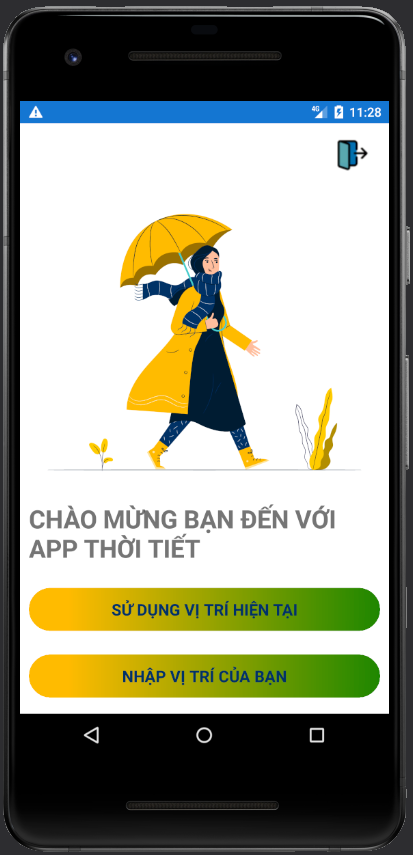 4G 11:28
CHÀO MỪNG BẠN ĐẾN VỚI
APP THỜI TIẾT
SỬ DỤNG VỊ TRÍ HIỆN TẠI
NHẬP VỊ TRÍ CỦA BẠN